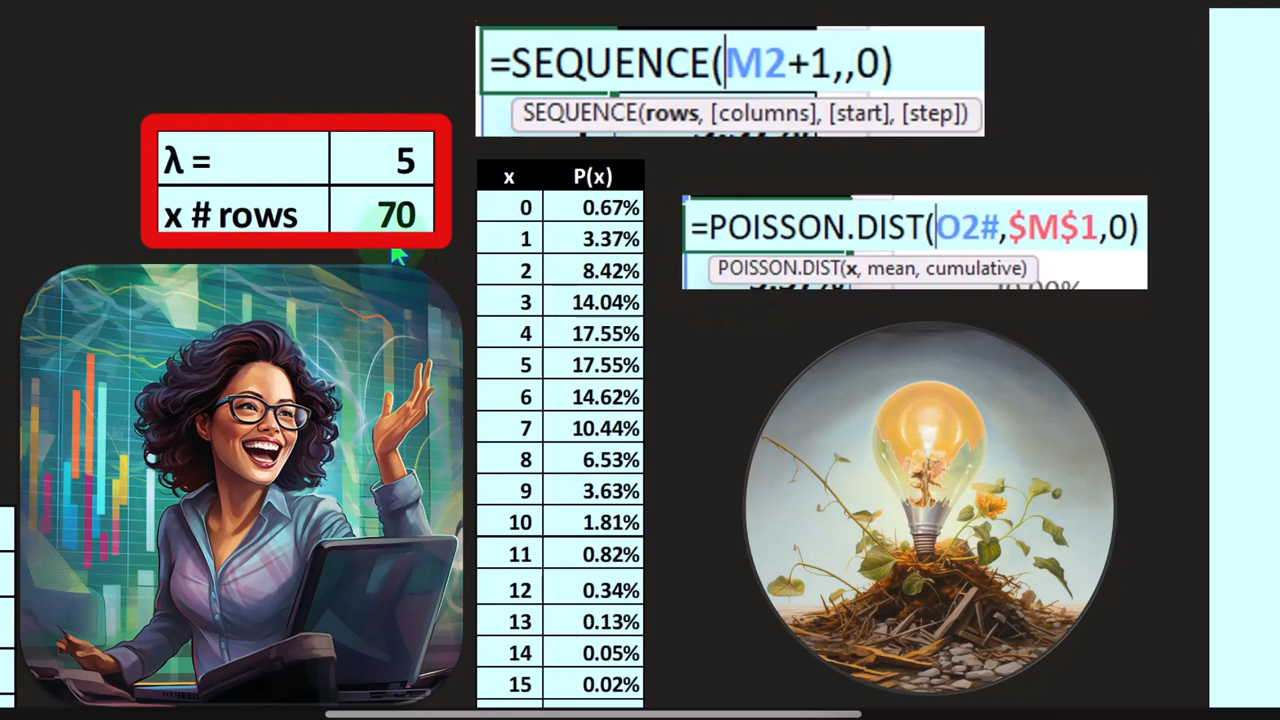 =SEQUENCE(M2+1,,0)
SEQUENCE(rows, [columns], [start], [step])
λ = 5
x # rows 70
x P(x)
0 0.67%
1 3.37%
2 8.42%
3 14.04%
4 17.55%
5 17.55%
6 14.62%
7 10.44%
8 6.53%
9 3.63%
10 1.81%
11 0.82%
12 0.34%
13 0.13%
14 0.05%
15 0.02%
=POISSON.DIST(O2#,$M$1,0)
POISSON.DIST(x, mean, cumulative)